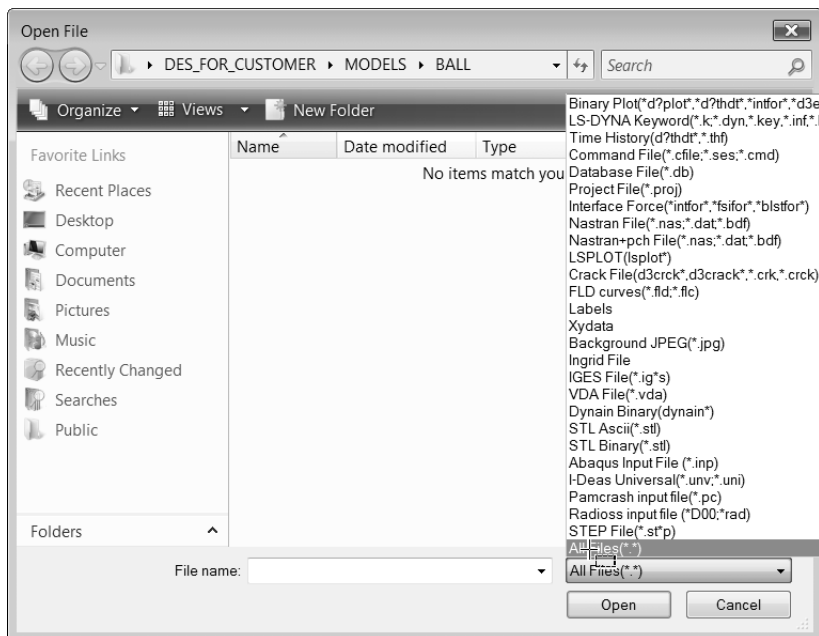 Open File
DES_FOR_CUSTOMER MODELS BALL
Search
Organize Views New Folder
Favorite Links
Recent Places
Desktop
Computer
Documents
Pictures
Music
Recently Changed
Searches
Public
Folders
Name Date modified Type
No items match you
Binary Plot(*d?plot*,*d?thdt*,*intfor*,*d3e
LS-DYNA Keyword(*.k;*.dyn,*.key,*.inf,*.
Time History(d?thdt*,*.thf)
Command File(*.cfile;*.ses;*.cmd)
Database File(*.db)
Project File(*.proj)
Interface Force(*intfor*,*fsifor*,*blstfor*)
Nastran File(*.nas;*.dat;*.bdf)
Nastran+pch File(*.nas;*.dat;*.bdf)
LSPLOT(lsplot*)
Crack File(d3crck*,d3crack*,*.crk,*.crck)
FLD curves(*.fld;*.flc)
Labels
Xydata
Background JPEG(*.jpg)
Ingrid File
IGES File(*.ig*s)
VDA File(*.vda)
Dynain Binary(dynain*)
STL Ascii(*.stl)
STL Binary(*.stl)
Abaqus Input File (*.inp)
I-Deas Universal(*.unv;*.uni)
Pamcrash input file(*.pc)
Radioss input file (*D00;*rad)
STEP File(*.st*p)
All Files(*.*)
File name: All Files(*.*)
Open Cancel